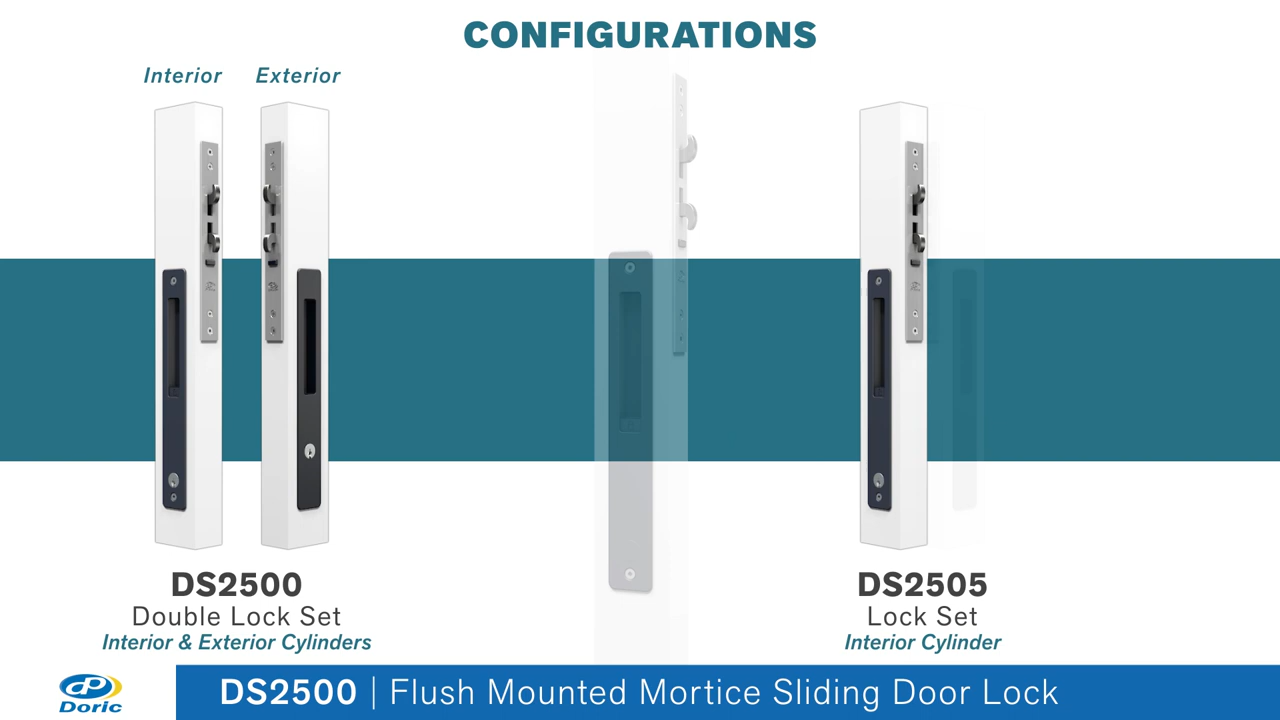 CONFIGURATIONS
Interior
Exterior
DS2500
Double Lock Set
Interior & Exterior Cylinders
DS2505
Lock Set
Interior Cylinder
Doric
DS2500 | Flush Mounted Mortice Sliding Door Lock